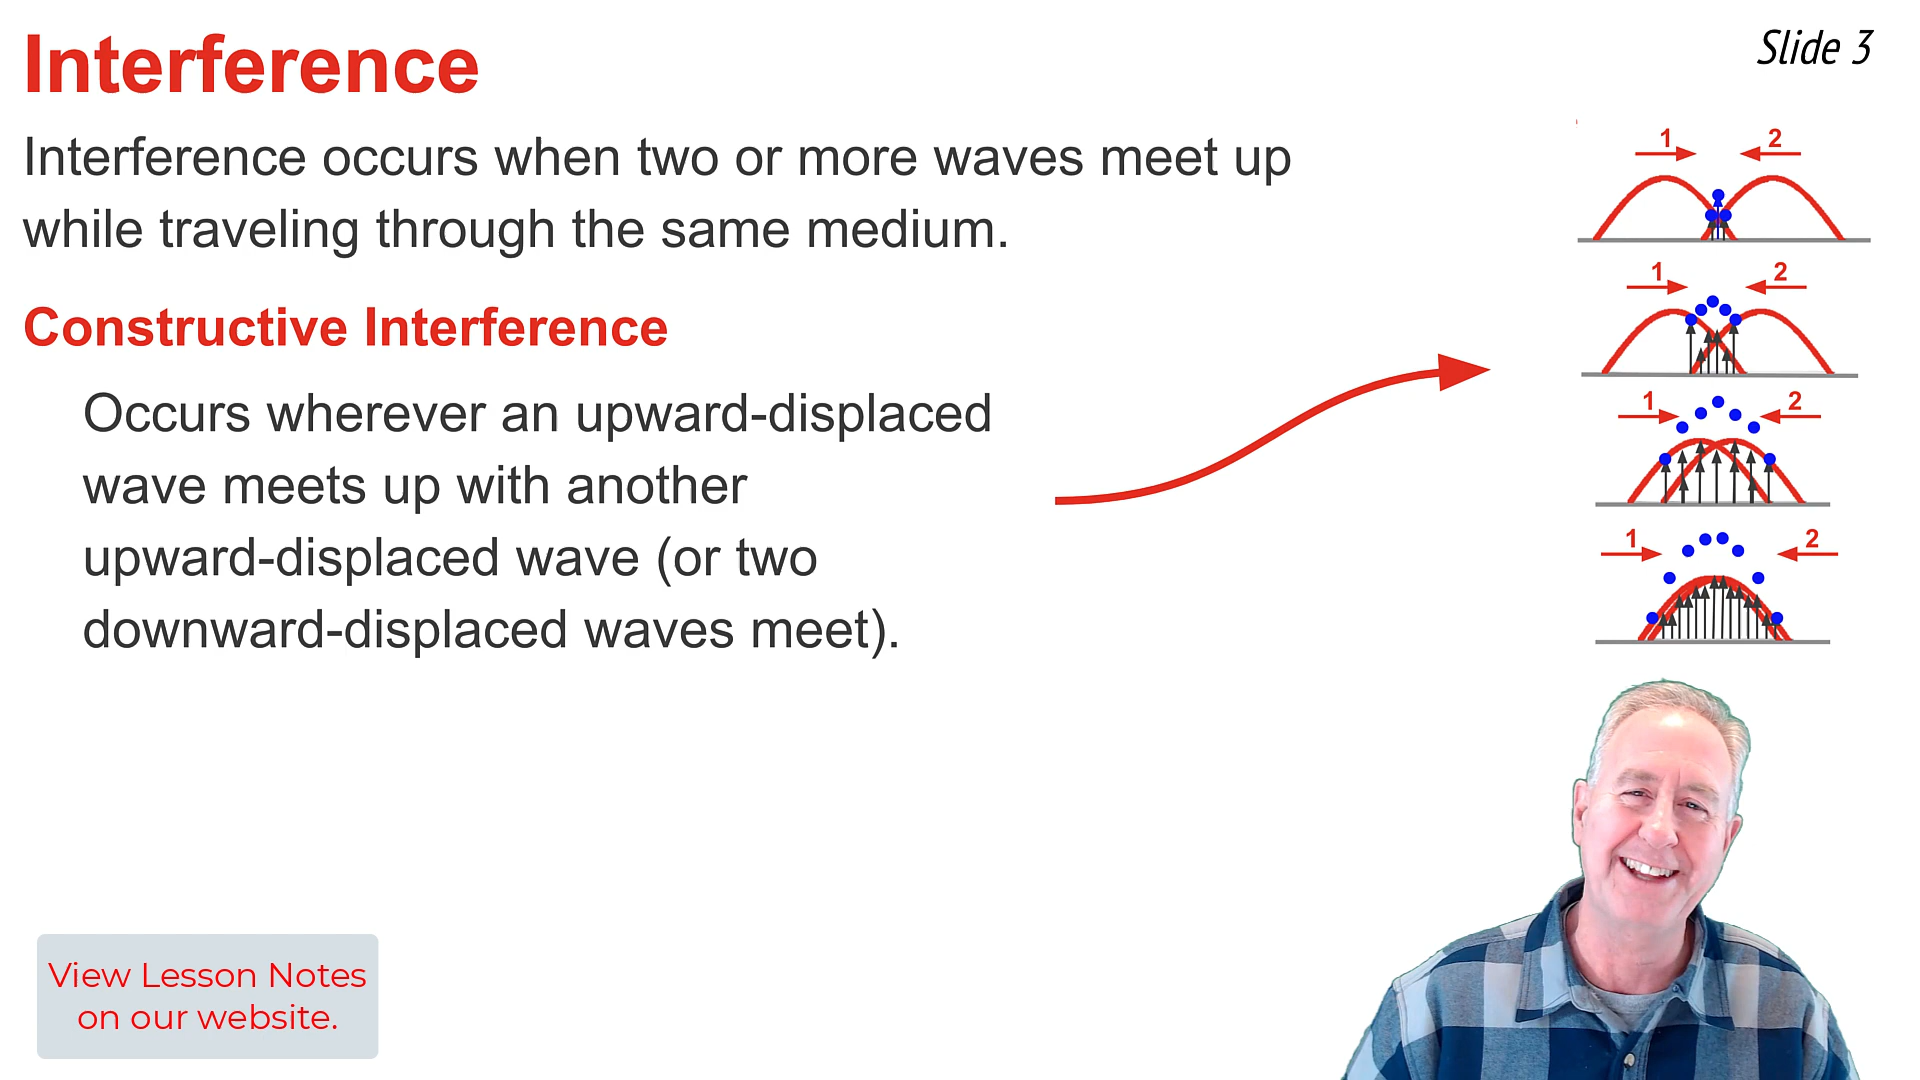 Interference
Slide 3
Interference occurs when two or more waves meet up
while traveling through the same medium.
Constructive Interference
Occurs wherever an upward-displaced
wave meets up with another
upward-displaced wave (or two
downward-displaced waves meet).
1 2
1 2
1 2
1 2
View Lesson Notes
on our website.